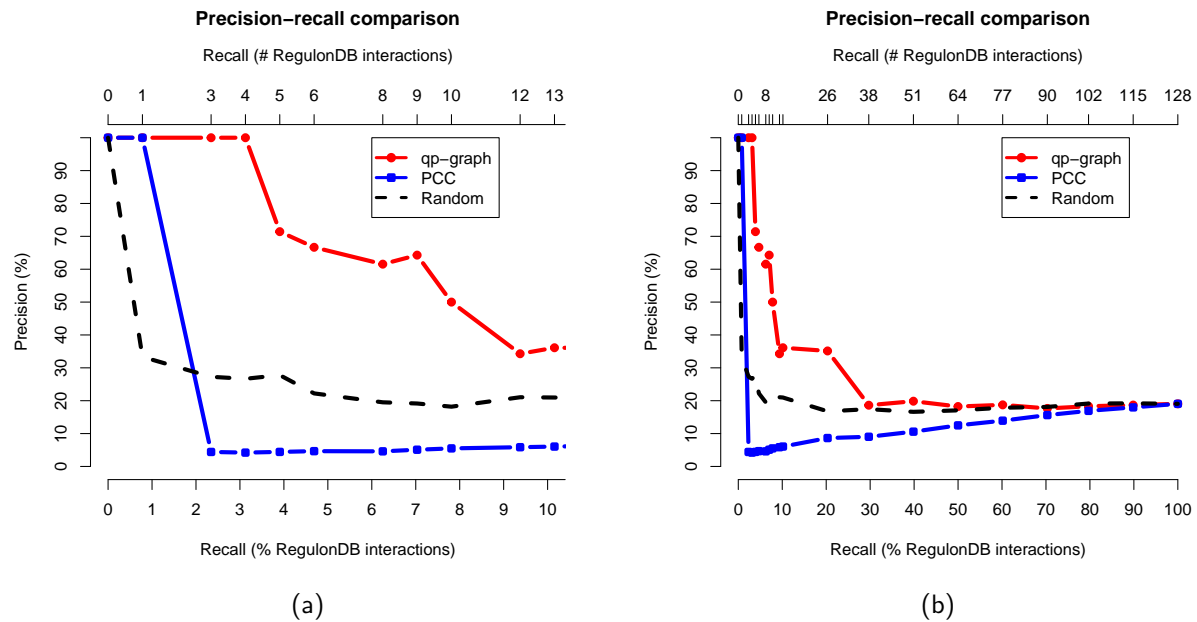 Precision−recall comparison
Recall (# RegulonDB interactions)
0 1 3 4 5 6 8 9 10 12 13
Precision (%)
0 10 20 30 40 50 60 70 80 90
qp−graph
PCC
Random
0 1 2 3 4 5 6 7 8 9 10
Recall (% RegulonDB interactions)
(a)
Precision−recall comparison
Recall (# RegulonDB interactions)
0 8 26 38 51 64 77 90 102 115 128
Precision (%)
0 10 20 30 40 50 60 70 80 90
qp−graph
PCC
Random
0 10 20 30 40 50 60 70 80 90 100
Recall (% RegulonDB interactions)
(b)